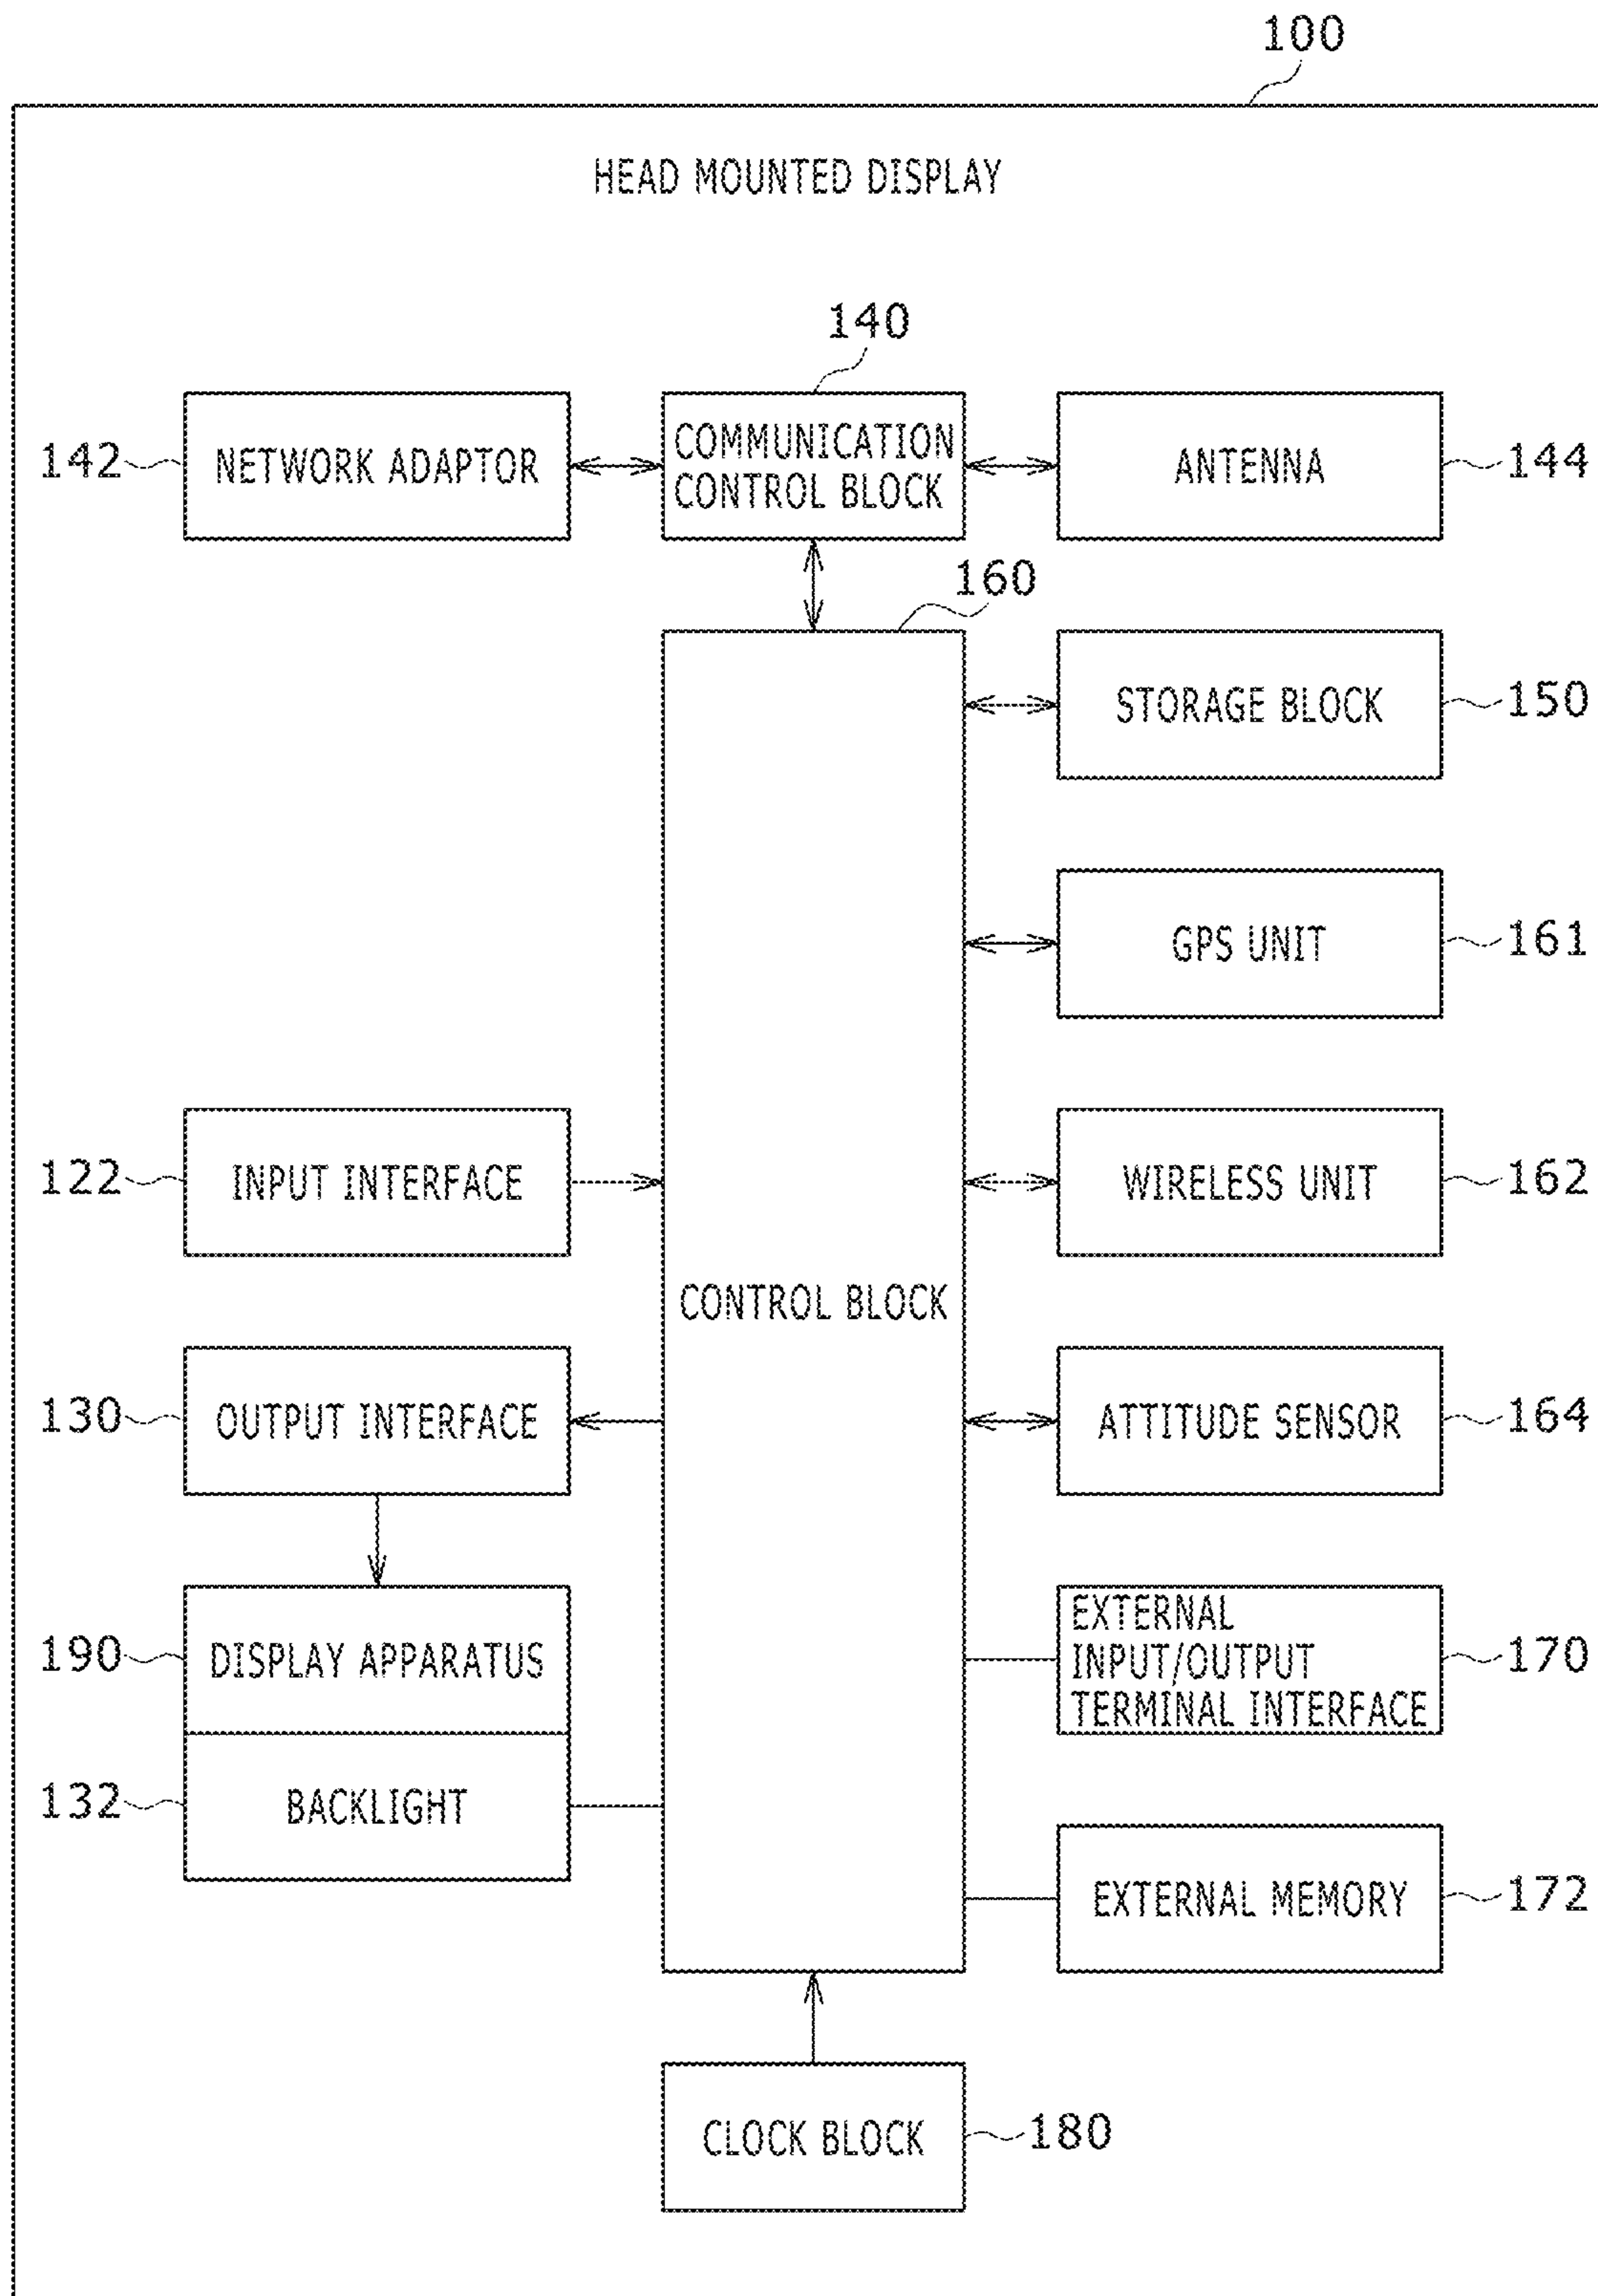 100
HEAD MOUNTED DISPLAY
140
142
NETWORK ADAPTOR
COMMUNICATION
CONTROL BLOCK
ANTENNA
144
160
STORAGE BLOCK
150
GPS UNIT
161
122
INPUT INTERFACE
WIRELESS UNIT
162
CONTROL BLOCK
130
OUTPUT INTERFACE
ATTITUDE SENSOR
164
190
DISPLAY APPARATUS
EXTERNAL
INPUT/OUTPUT
TERMINAL INTERFACE
170
132
BACKLIGHT
EXTERNAL MEMORY
172
CLOCK BLOCK
180